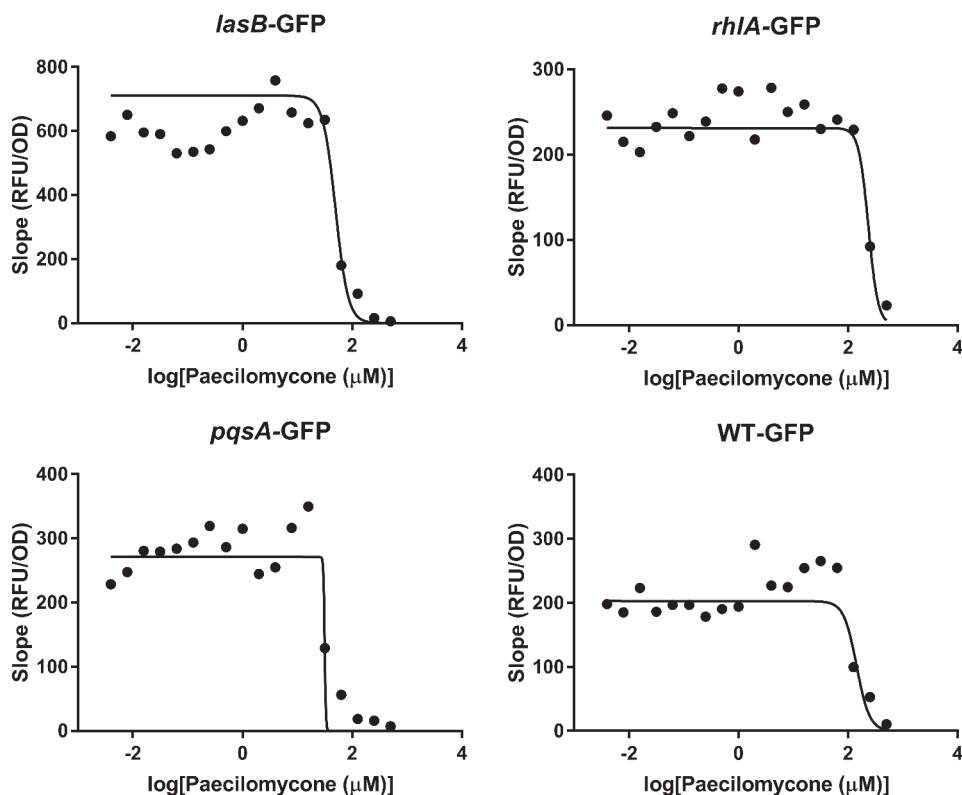 lasB-GFP
800
600
400
200
0
Slope (RFU/OD)
-2
0
2
4
log[Paecilomycone (μM)]
rhlA-GFP
300
200
100
0
Slope (RFU/OD)
-2
0
2
4
log[Paecilomycone (μM)]
pqsA-GFP
400
300
200
100
0
Slope (RFU/OD)
-2
0
2
4
log[Paecilomycone (μM)]
WT-GFP
400
300
200
100
0
Slope (RFU/OD)
-2
0
2
4
log[Paecilomycone (μM)]